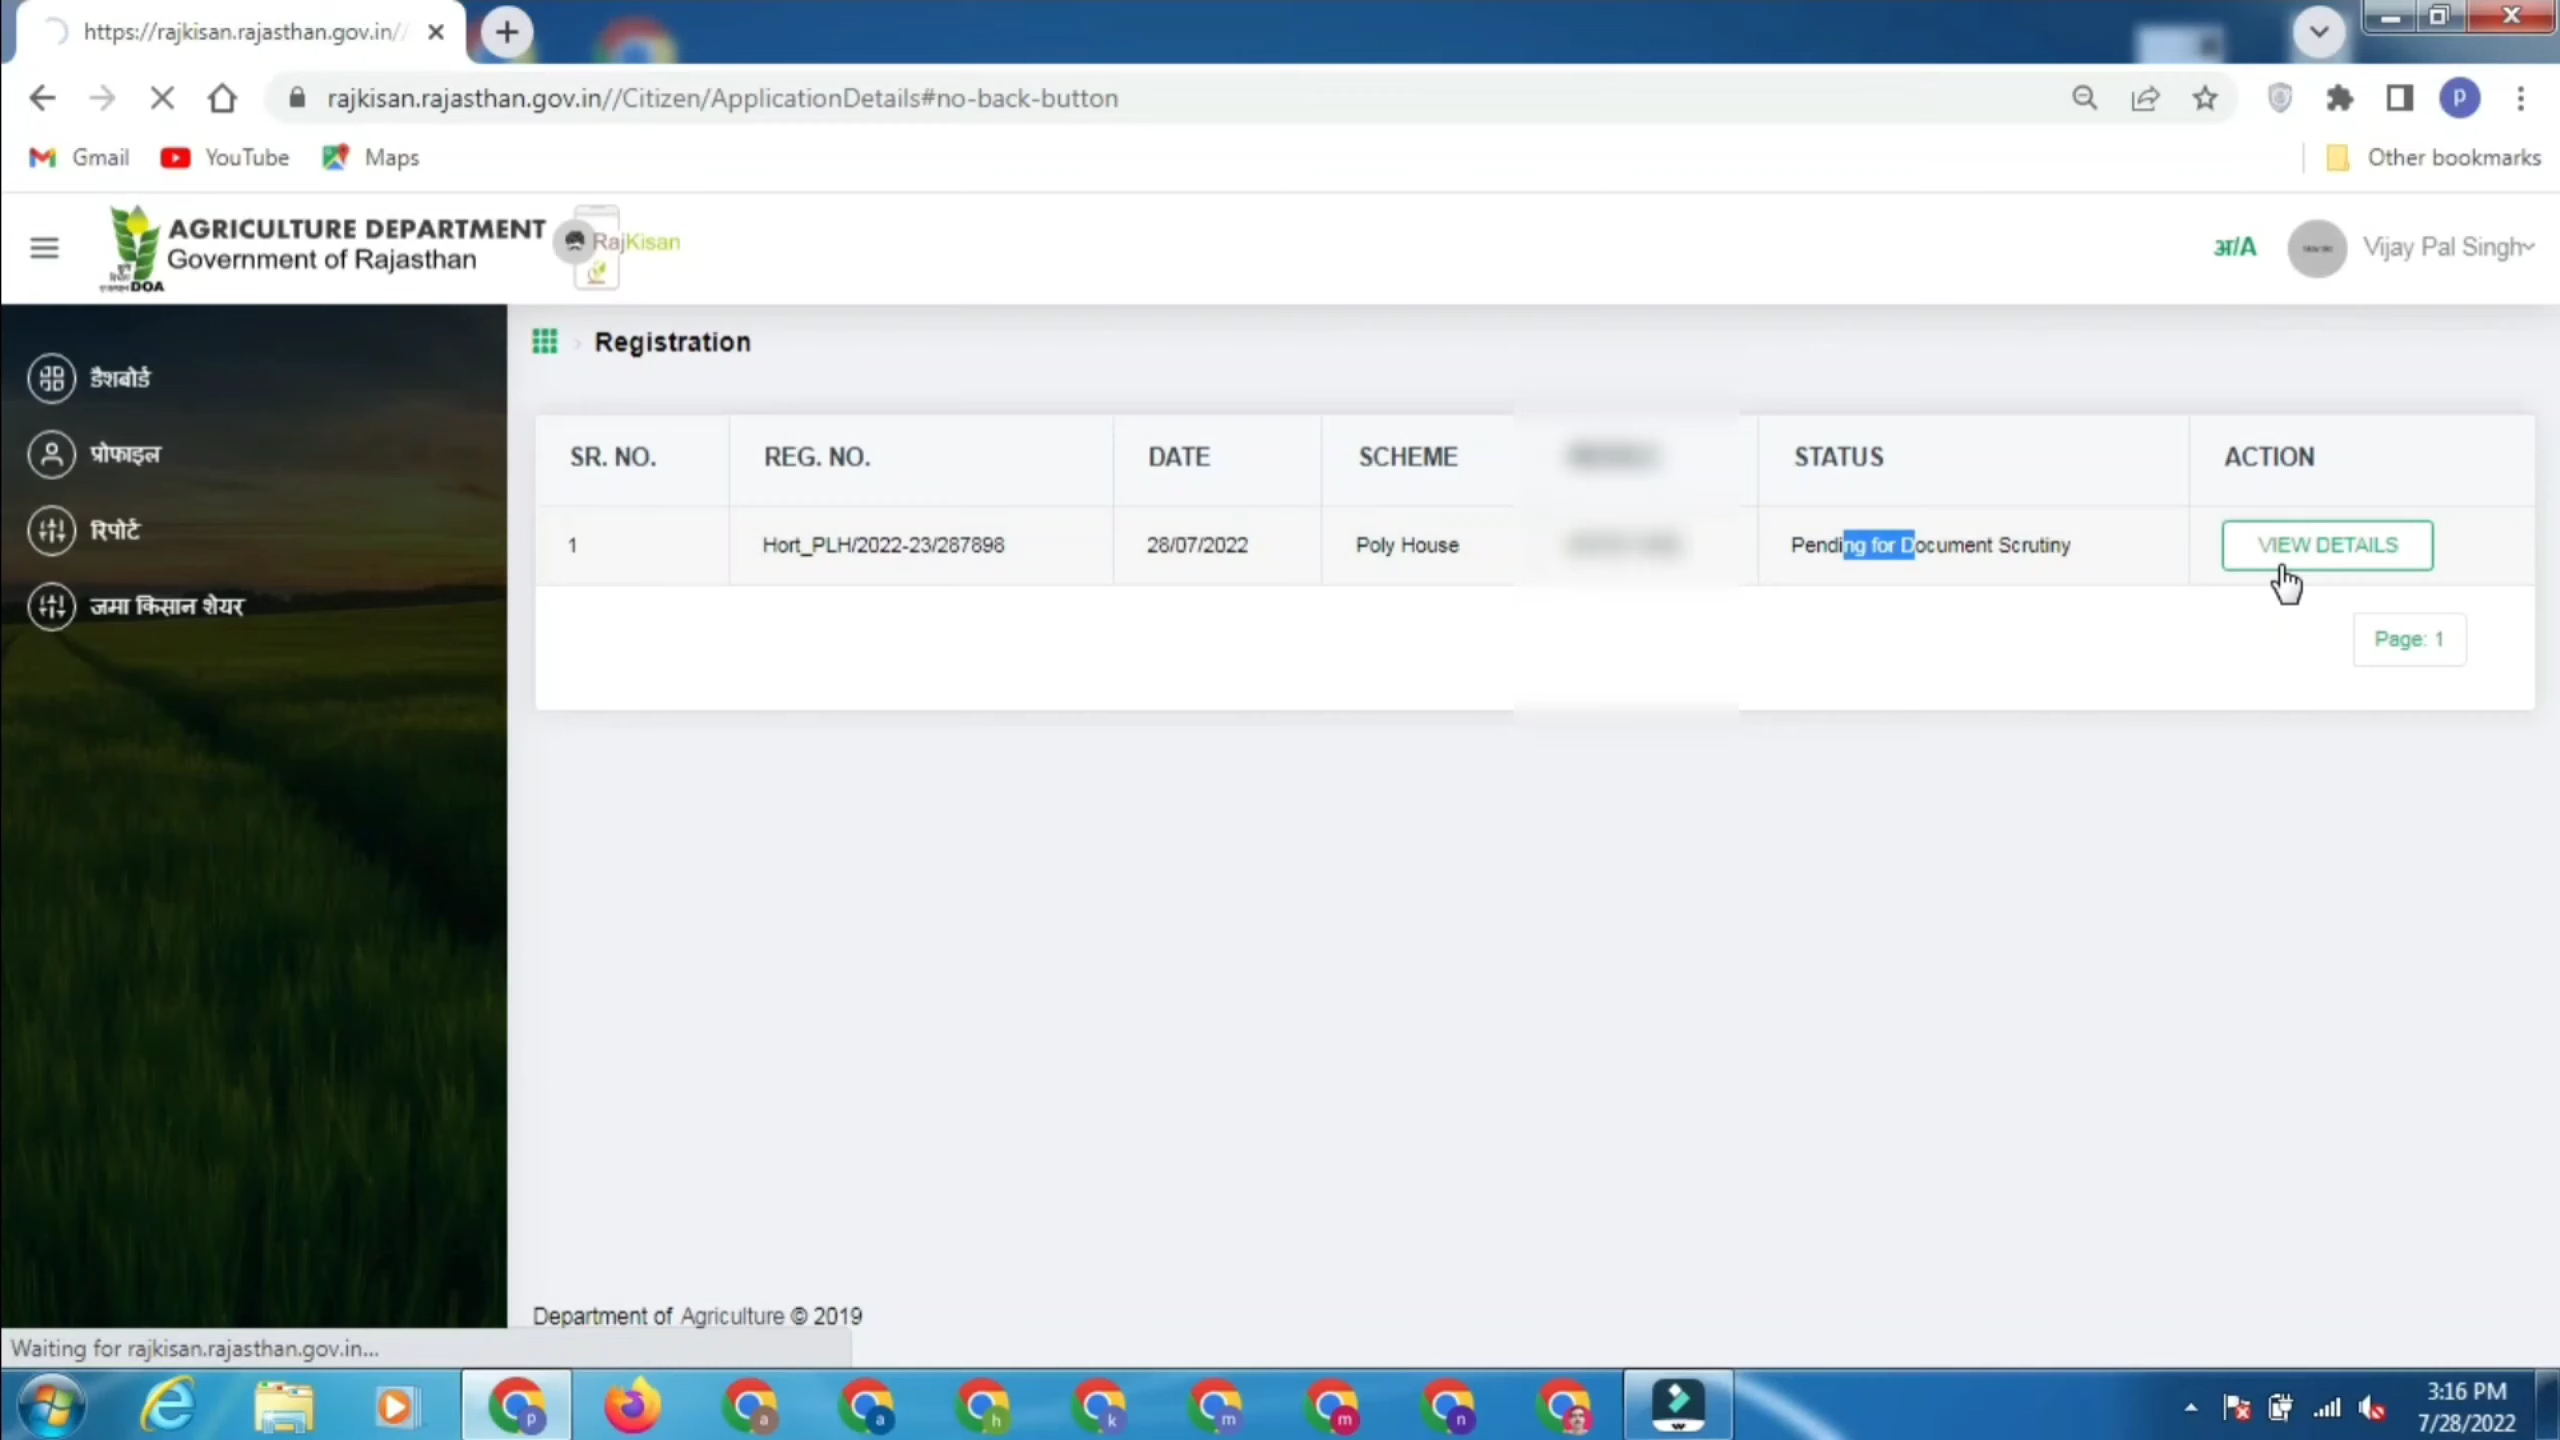 https://rajkisan.rajasthan.gov.in//
rajkisan.rajasthan.gov.in//Citizen/ApplicationDetails#no-back-button
P
Gmail YouTube Maps Other bookmarks
AGRICULTURE DEPARTMENT
Government of Rajasthan
DOA
RajKisan
अ/A Vijay Pal Singh
डैशबोर्ड
प्रोफाइल
रिपोर्ट
जमा किसान शेयर
Registration
SR. NO. REG. NO. DATE SCHEME STATUS ACTION
1 Hort_PLH/2022-23/287898 28/07/2022 Poly House Pending for Document Scrutiny VIEW DETAILS
Page: 1
Department of Agriculture © 2019
Waiting for rajkisan.rajasthan.gov.in...
p a a h k m m n
3:16 PM
7/28/2022